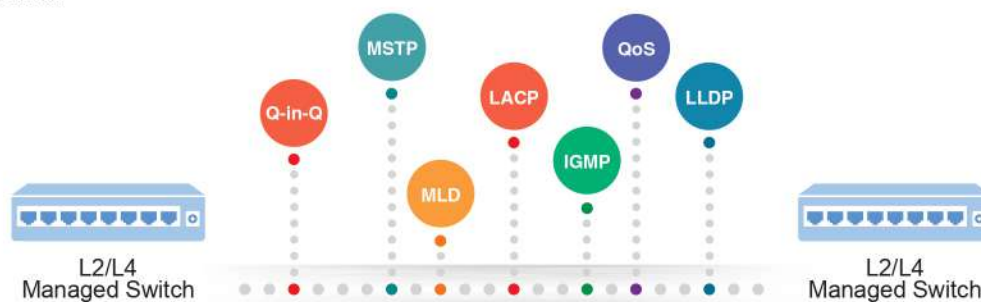 MSTP
QoS
Q-in-Q
LACP
LLDP
IGMP
MLD
L2/L4
Managed Switch
L2/L4
Managed Switch